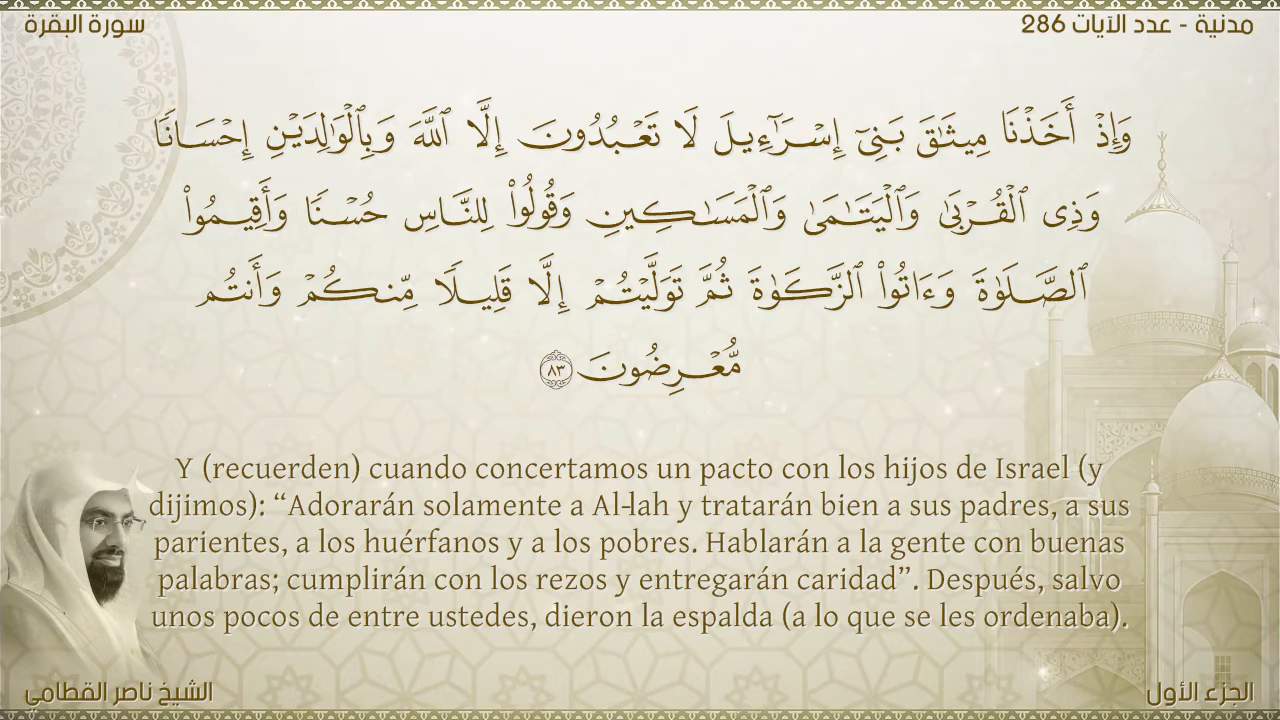 سورة البقرة
مدنية - عدد الآيات 286
وَإِذْ أَخَذْنَا مِيثَٰقَ بَنِىٓ إِسْرَٰٓءِيلَ لَا تَعْبُدُونَ إِلَّا ٱللَّهَ وَبِٱلْوَٰلِدَيْنِ إِحْسَانًا
وَذِى ٱلْقُرْبَىٰ وَٱلْيَتَٰمَىٰ وَٱلْمَسَٰكِينِ وَقُولُوا۟ لِلنَّاسِ حُسْنًا وَأَقِيمُوا۟
ٱلصَّلَوٰةَ وَءَاتُوا۟ ٱلزَّكَوٰةَ ثُمَّ تَوَلَّيْتُمْ إِلَّا قَلِيلًا مِّنكُمْ وَأَنتُم
مُّعْرِضُونَ ٨٣
Y (recuerden) cuando concertamos un pacto con los hijos de Israel (y
dijimos): “Adorarán solamente a Al-lah y tratarán bien a sus padres, a sus
parientes, a los huérfanos y a los pobres. Hablarán a la gente con buenas
palabras; cumplirán con los rezos y entregarán caridad”. Después, salvo
unos pocos de entre ustedes, dieron la espalda (a lo que se les ordenaba).
الشيخ ناصر القطامي
الجزء الأول